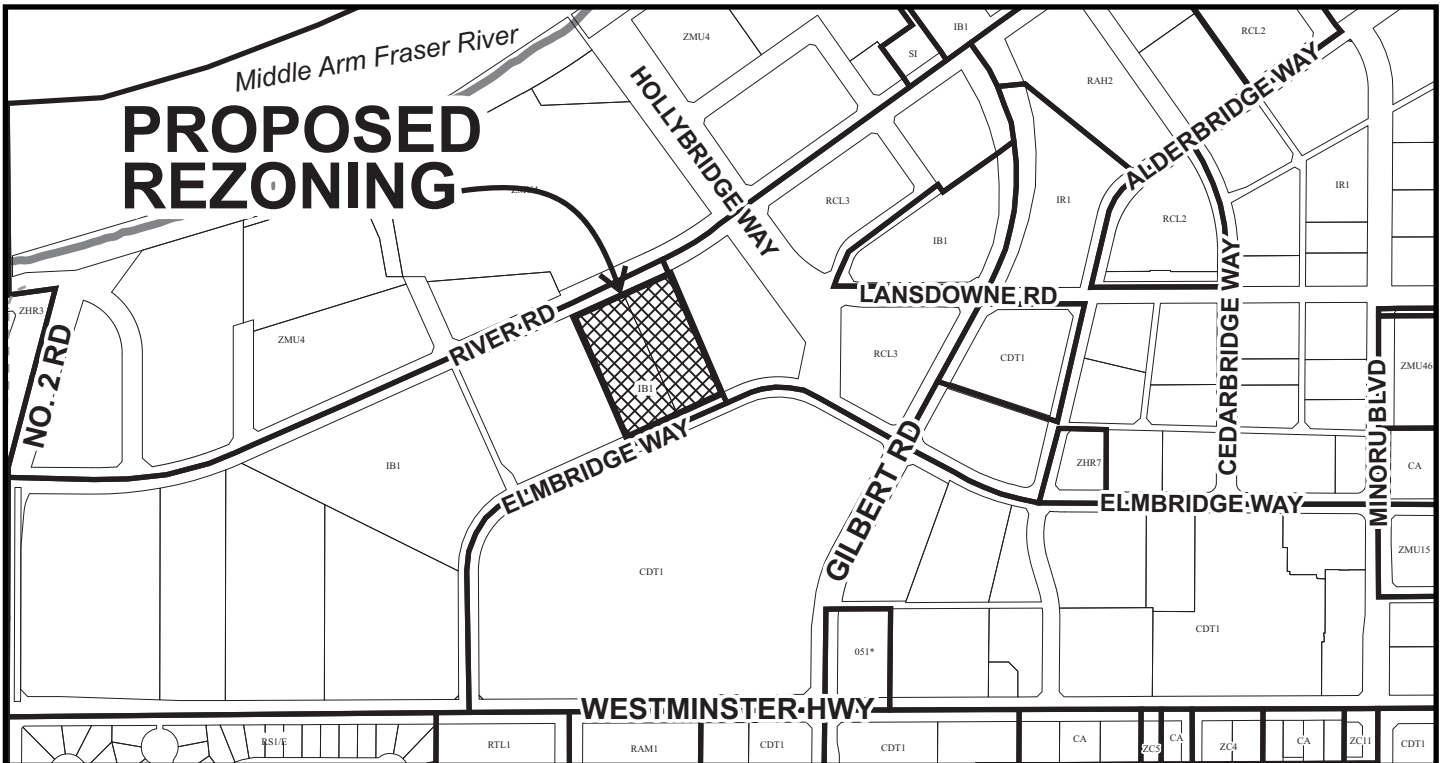 IB1
ZMU4
SI
RCL2
Middle Arm Fraser River
HOLLYBRIDGE WAY
RAH2
ALDERBRIDGE WAY
PROPOSED
REZONING
IR1
IR1
RCL3
RCL2
IB1
LANSDOWNE RD
CEDARBRIDGE WAY
ZHR3
NO. 2 RD
ZMU4
RIVER RD
RCL3
CDT1
ZMU46
IB1
MINORU BLVD
ELMBRIDGE WAY
GILBERT RD
IB1
ZHR7
CA
ELMBRIDGE WAY
ZMU15
CDT1
CDT1
051*
WESTMINSTER HWY
RS1/E
RTL1
RAM1
CDT1
CDT1
CA
ZC5
CA
ZC4
CA
ZC11
CDT1